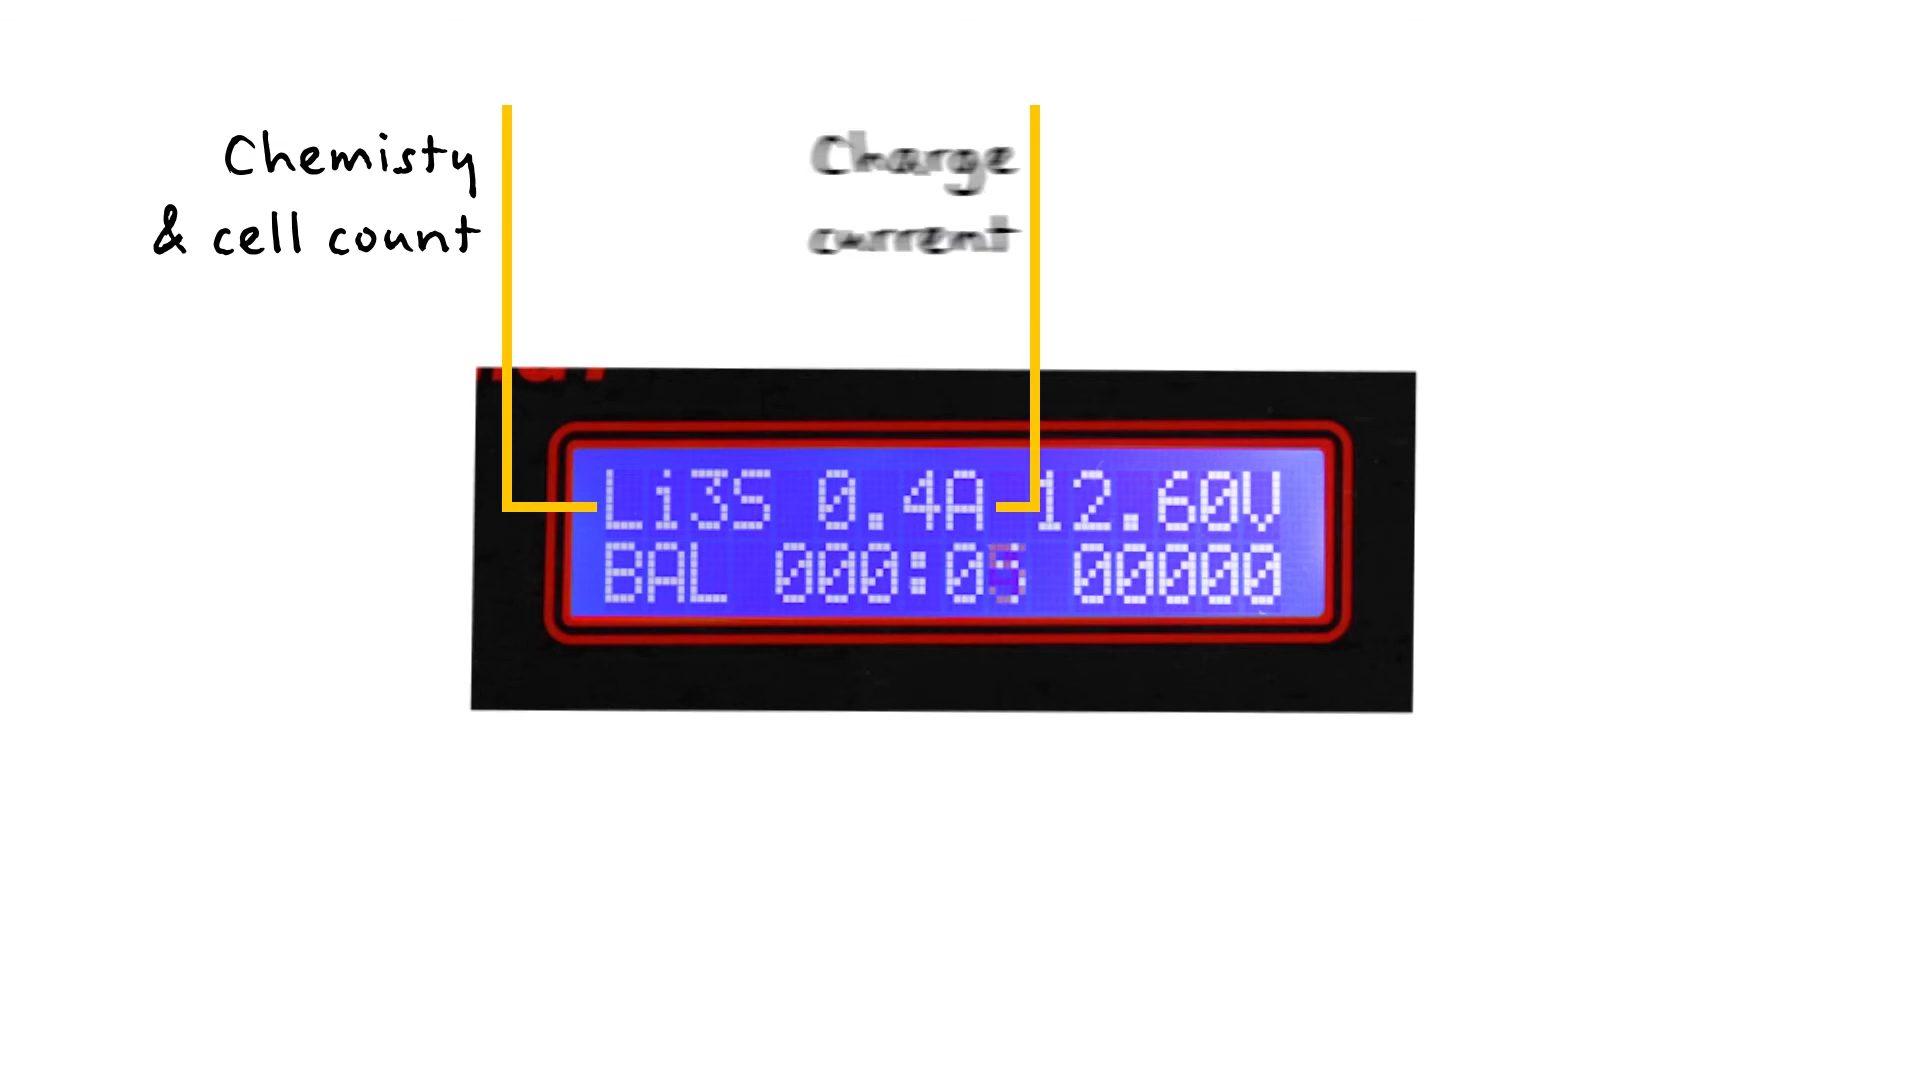 Chemisty
& cell count
Charge
current
Li3S 0.4A 12.60V
BAL 000:05 00000